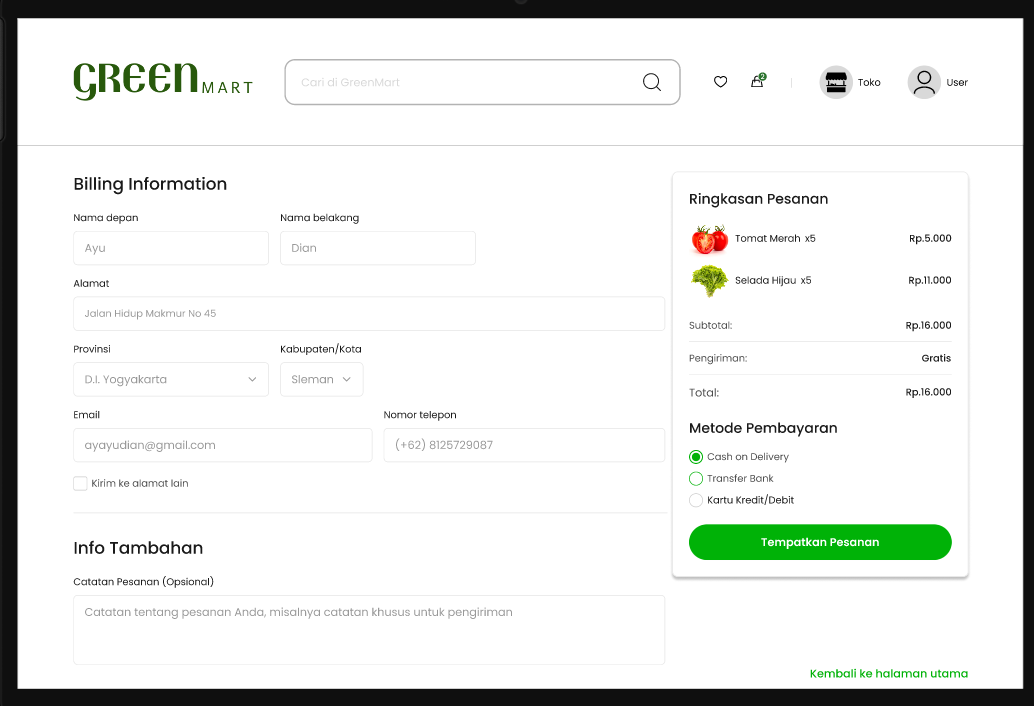 GREEN MART
Cari di GreenMart
2
Toko
User
Billing Information
Nama depan
Nama belakang
Ayu
Dian
Alamat
Jalan Hidup Makmur No 45
Provinsi
Kabupaten/Kota
D.I. Yogyakarta
Sleman
Email
Nomor telepon
ayayudian@gmail.com
(+62) 8125729087
Kirim ke alamat lain
Info Tambahan
Catatan Pesanan (Opsional)
Catatan tentang pesanan Anda, misalnya catatan khusus untuk pengiriman
Ringkasan Pesanan
Tomat Merah x5 Rp.5.000
Selada Hijau x5 Rp.11.000
Subtotal: Rp.16.000
Pengiriman: Gratis
Total: Rp.16.000
Metode Pembayaran
Cash on Delivery
Transfer Bank
Kartu Kredit/Debit
Tempatkan Pesanan
Kembali ke halaman utama